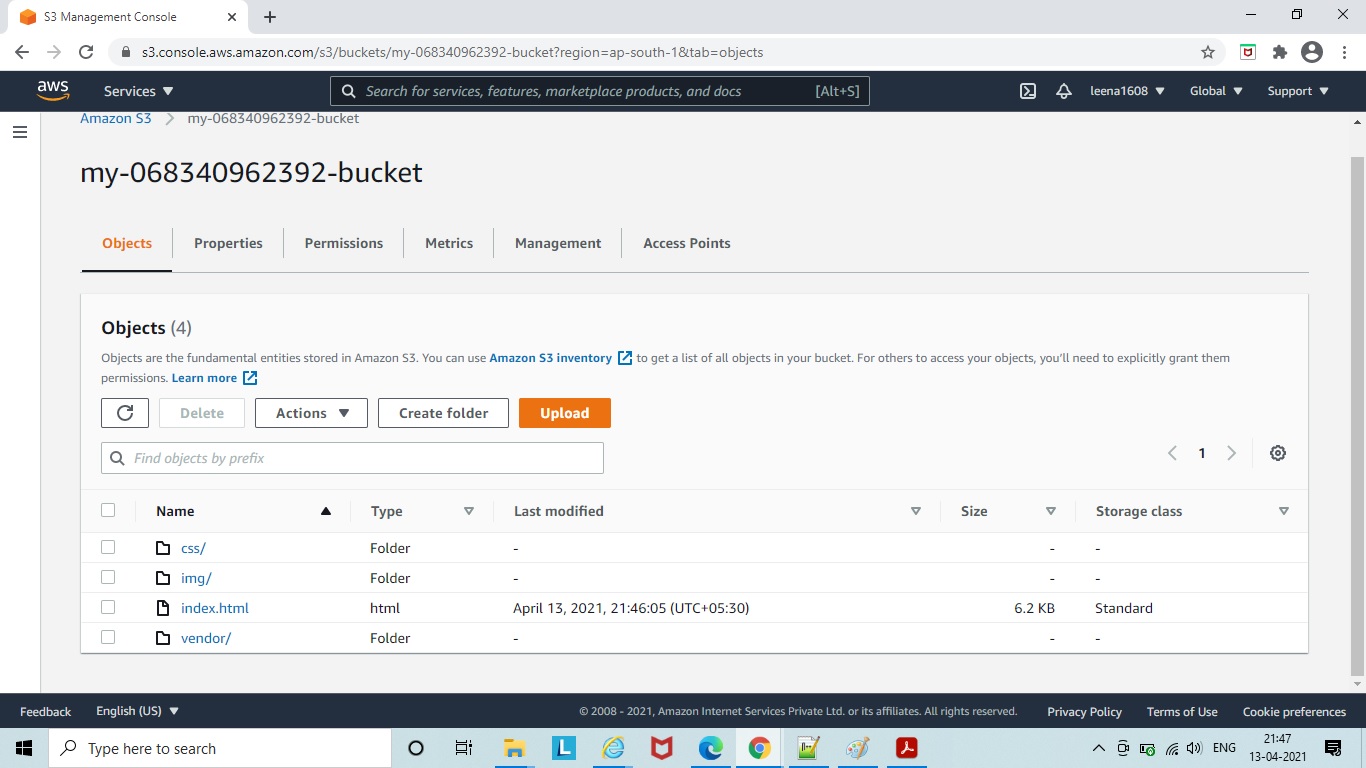 S3 Management Console
s3.console.aws.amazon.com/s3/buckets/my-068340962392-bucket?region=ap-south-1&tab=objects
aws Services Search for services, features, marketplace products, and docs [Alt+S] leena1608 Global Support
Amazon S3 my-068340962392-bucket
my-068340962392-bucket
Objects Properties Permissions Metrics Management Access Points
Objects (4)
Objects are the fundamental entities stored in Amazon S3. You can use Amazon S3 inventory to get a list of all objects in your bucket. For others to access your objects, you'll need to explicitly grant them
permissions. Learn more
Delete Actions Create folder Upload
Find objects by prefix 1
Name Type Last modified Size Storage class
css/ Folder - - -
img/ Folder - - -
index.html html April 13, 2021, 21:46:05 (UTC+05:30) 6.2 KB Standard
vendor/ Folder - - -
Feedback English (US) © 2008 - 2021, Amazon Internet Services Private Ltd. or its affiliates. All rights reserved. Privacy Policy Terms of Use Cookie preferences
Type here to search L ENG 21:47
13-04-2021